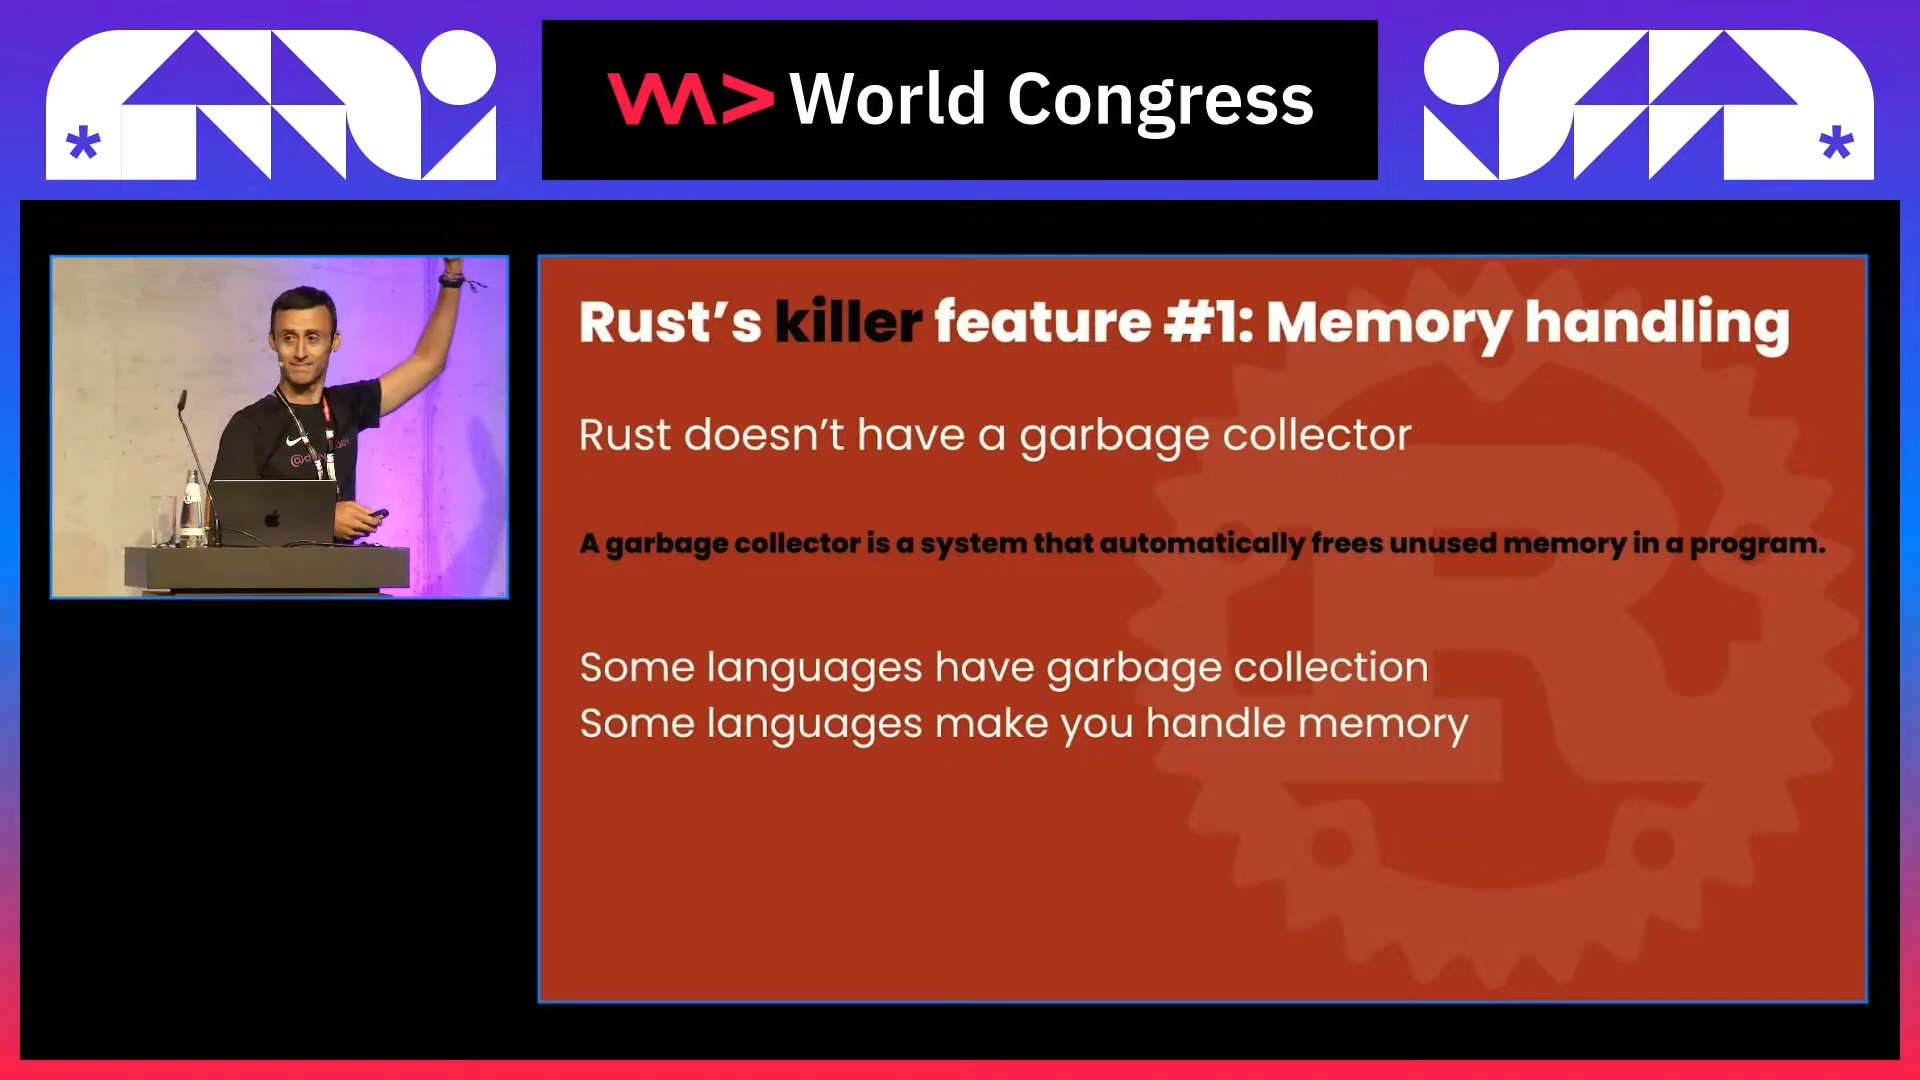 World Congress
Rust’s killer feature #1: Memory handling
Rust doesn’t have a garbage collector
A garbage collector is a system that automatically frees unused memory in a program.
Some languages have garbage collection
Some languages make you handle memory